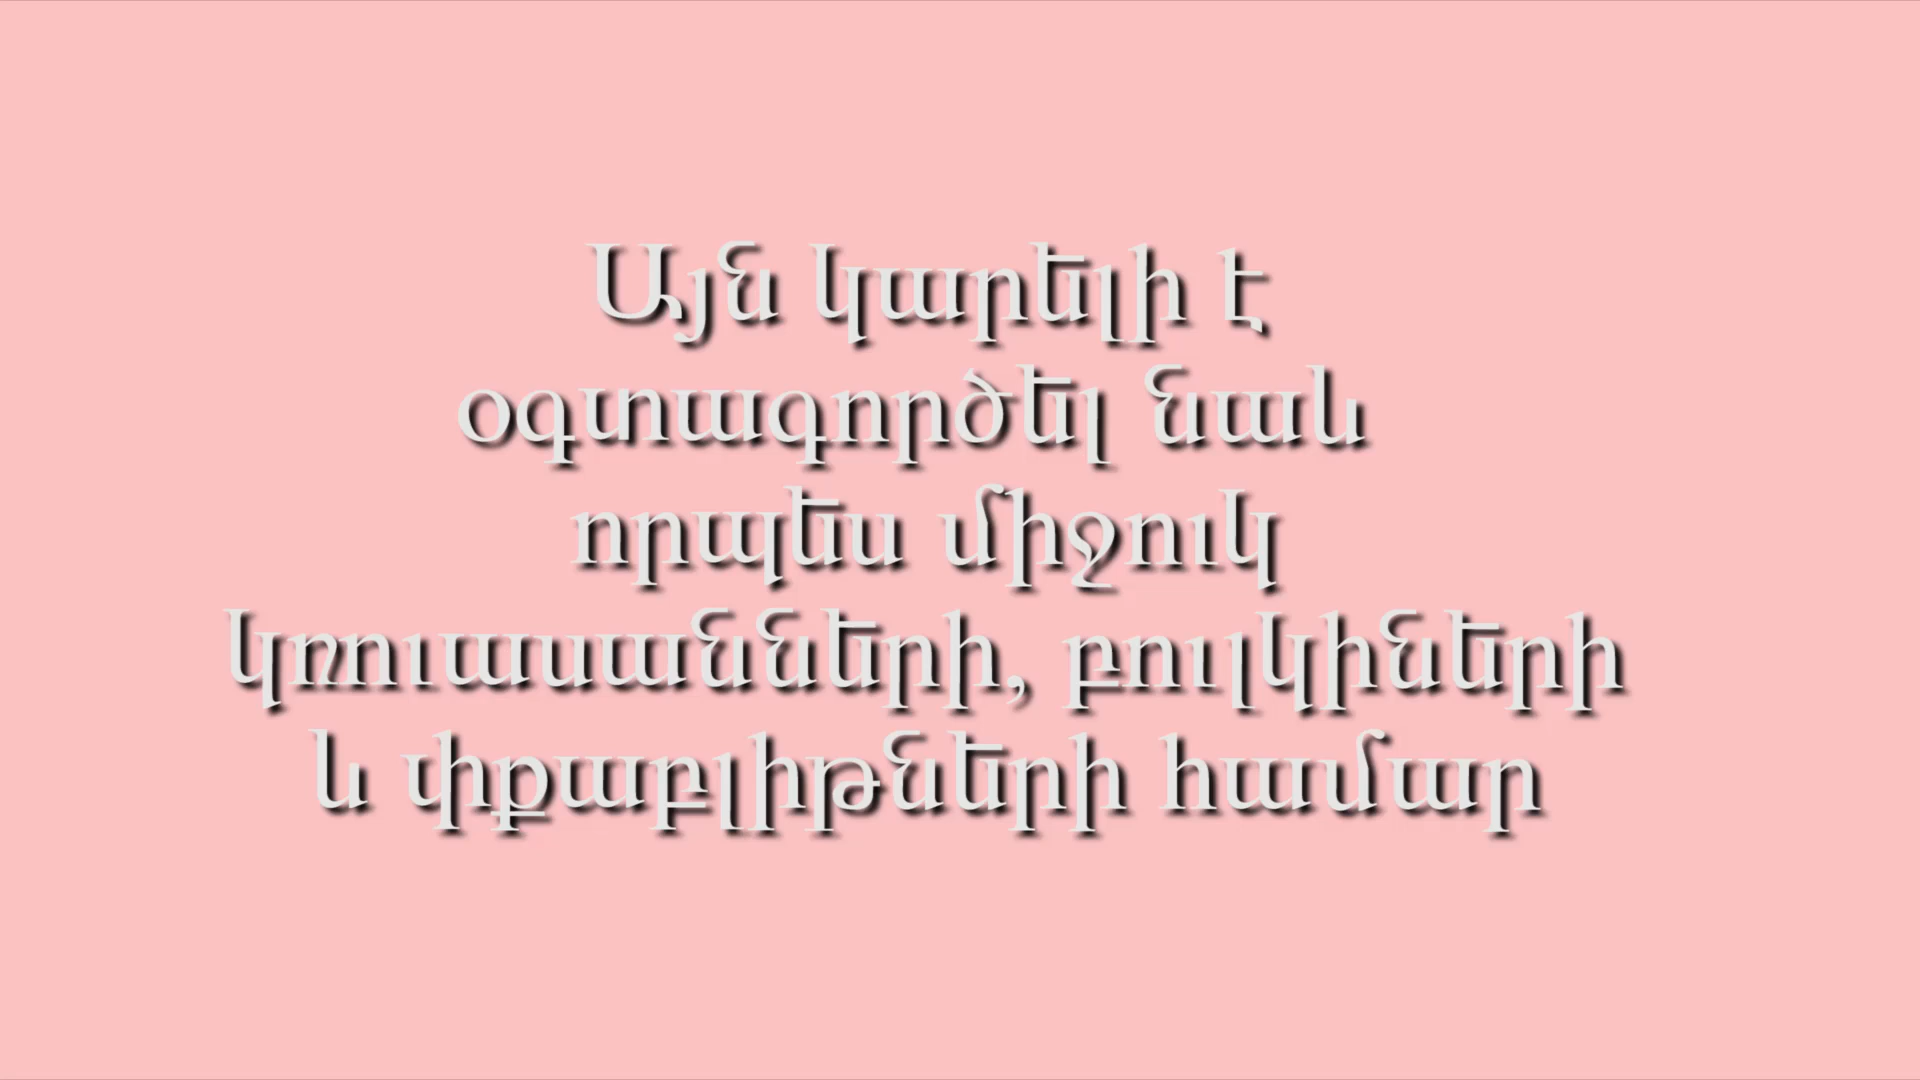 Այն կարելի է
օգտագործել նաև
որպես միջուկ
կռուասանների, բուլկիների
և փքաբլիթների համար